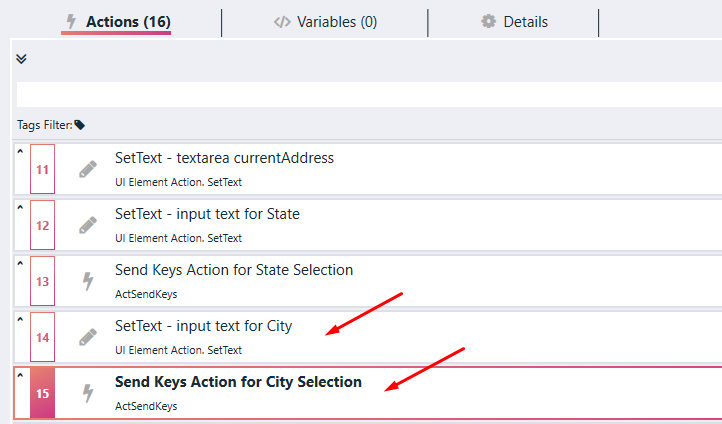 Actions (16)
</> Variables (0)
Details
Tags Filter:
11
SetText - textarea currentAddress
UI Element Action. SetText
12
SetText - input text for State
UI Element Action. SetText
13
Send Keys Action for State Selection
ActSendKeys
14
SetText - input text for City
UI Element Action. SetText
15
Send Keys Action for City Selection
ActSendKeys